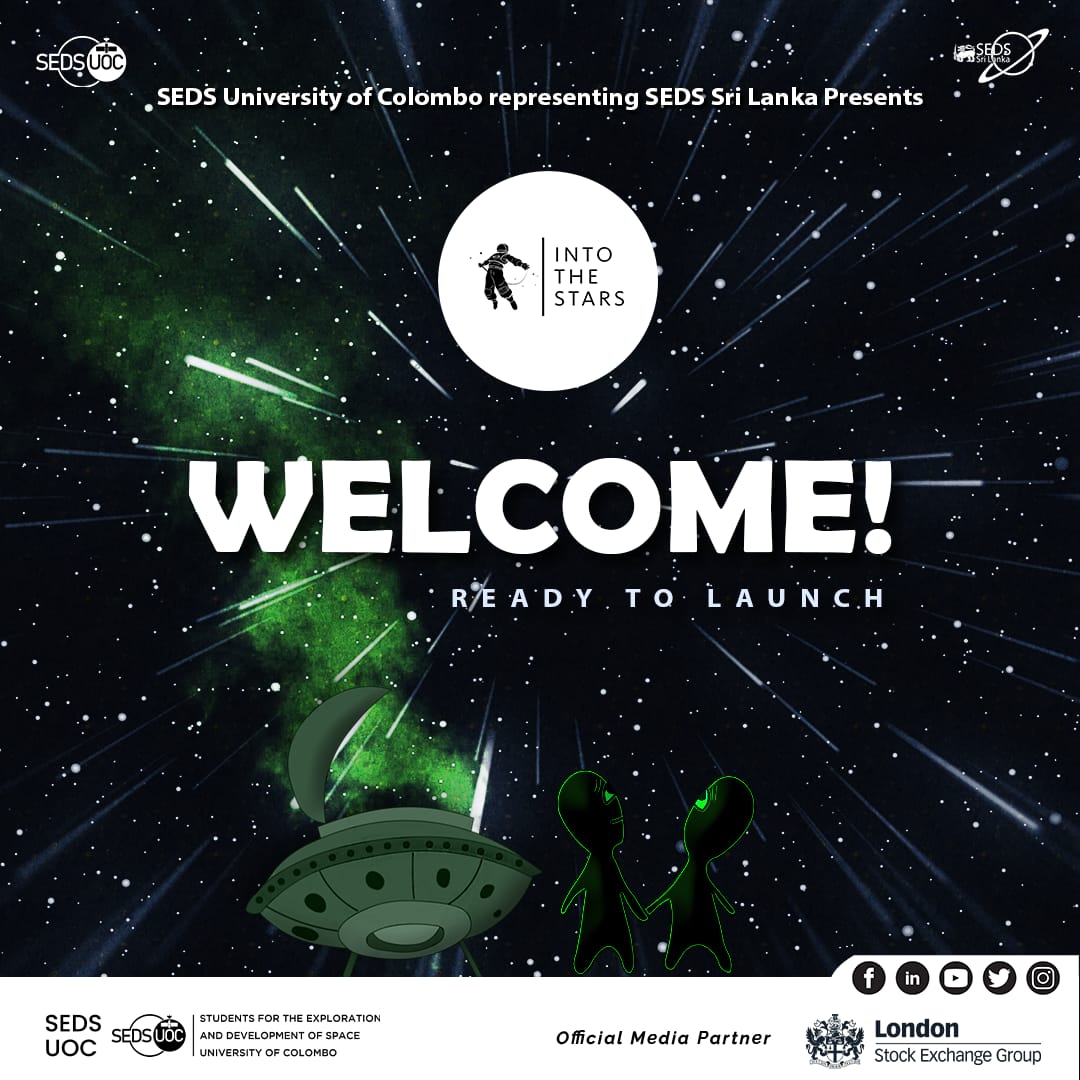 SEDS UOC
SEDS
Sri Lanka
SEDS University of Colombo representing SEDS Sri Lanka Presents
INTO
THE
STARS
WELCOME!
READY TO LAUNCH
f in
SEDS
UOC
SEDS UOC
STUDENTS FOR THE EXPLORATION
AND DEVELOPMENT OF SPACE
UNIVERSITY OF COLOMBO
Official Media Partner
London
Stock Exchange Group